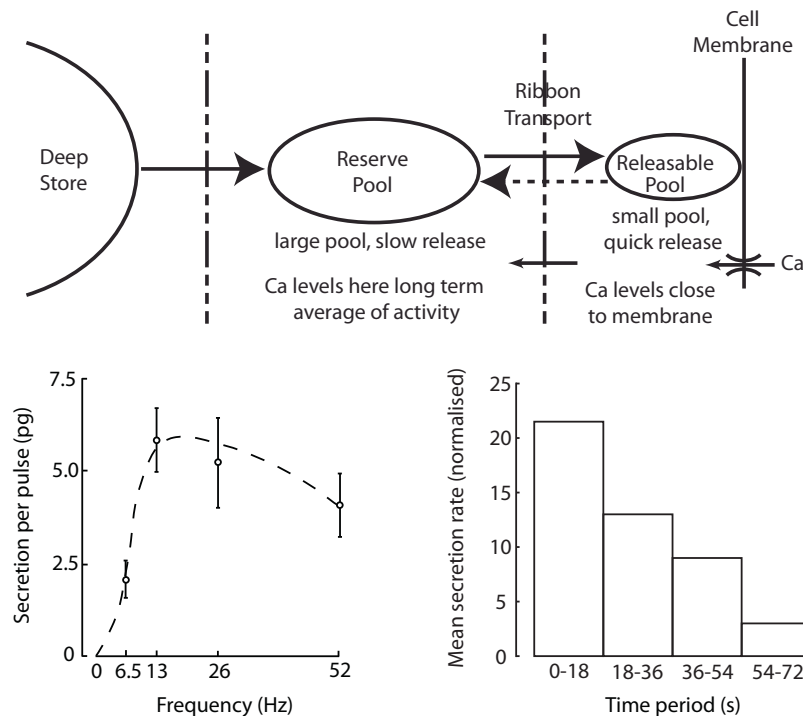 Cell
Membrane
Ribbon
Transport
Deep
Store
Reserve
Pool
Releasable
Pool
large pool, slow release
small pool,
quick release
Ca levels here long term
average of activity
Ca levels close
to membrane
Ca
Secretion per pulse (pg)
7.5
5.0
2.5
0
0 6.5 13 26 52
Frequency (Hz)
Mean secretion rate (normalised)
25
20
15
10
5
0
0-18 18-36 36-54 54-72
Time period (s)